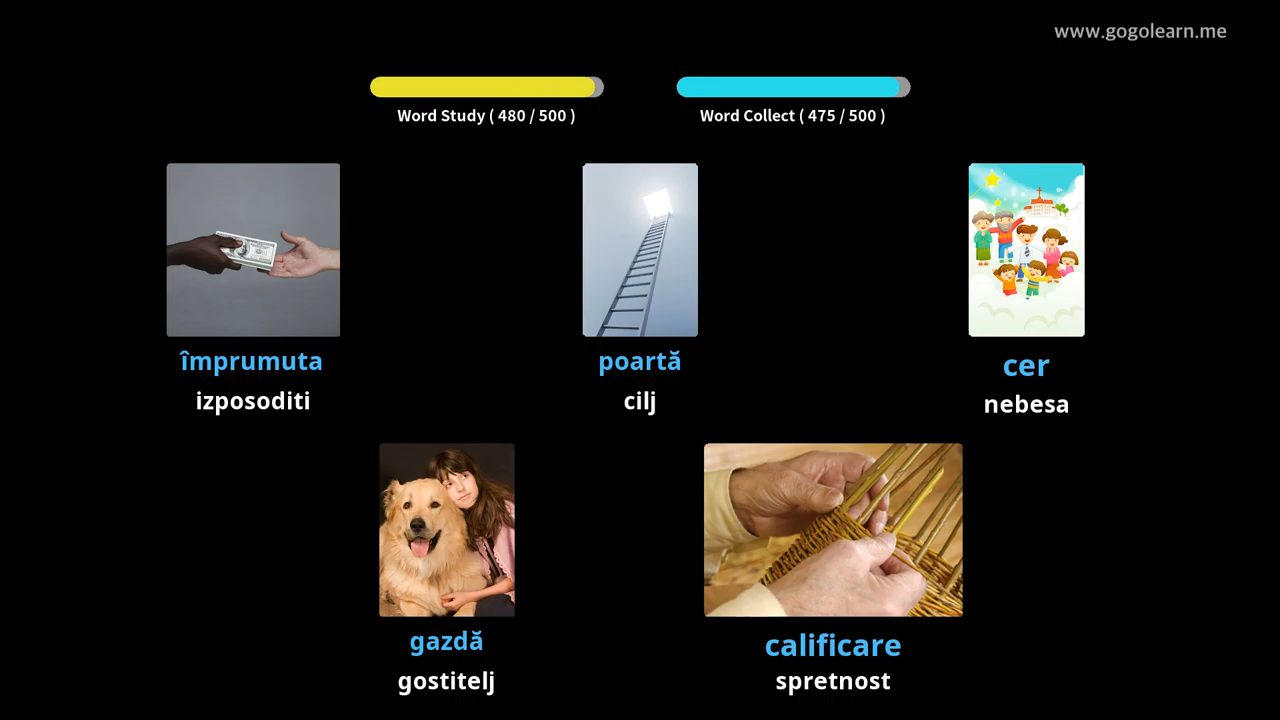 www.gogolearn.me
Word Study ( 480 / 500 )
Word Collect ( 475 / 500 )
împrumuta
izposoditi
poartă
cilj
cer
nebesa
gazdă
gostitelj
calificare
spretnost